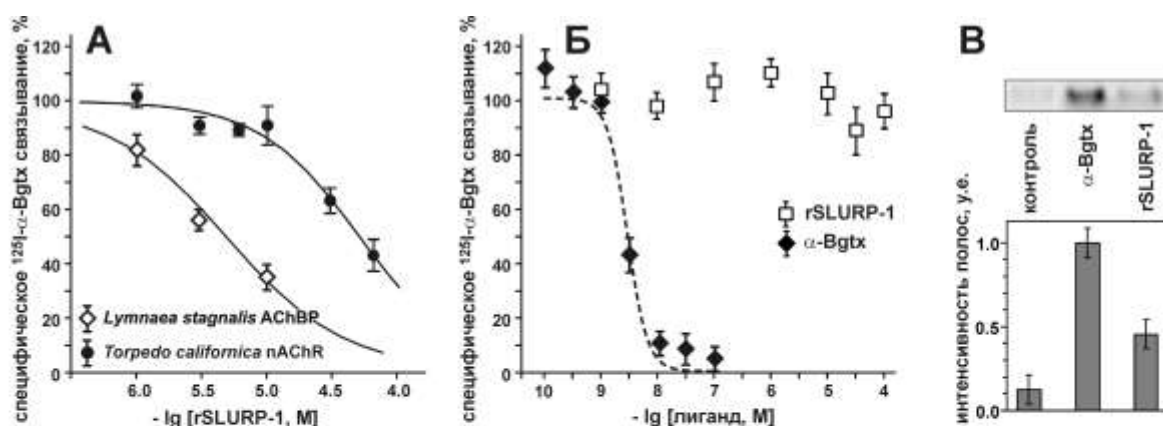 А
специфическое ¹²⁵I-α-Bgtx связывание, %
120
100
80
60
40
20
0
Lymnaea stagnalis AChBP
Torpedo californica nAChR
6.0 5.5 5.0 4.5 4.0
- lg [rSLURP-1, M]
Б
специфическое ¹²⁵I-α-Bgtx связывание, %
120
100
80
60
40
20
0
rSLURP-1
α-Bgtx
10 9 8 7 6 5 4
- lg [лиганд, M]
В
контроль
α-Bgtx
rSLURP-1
интенсивность полос, у.е.
1.0
0.5
0.0